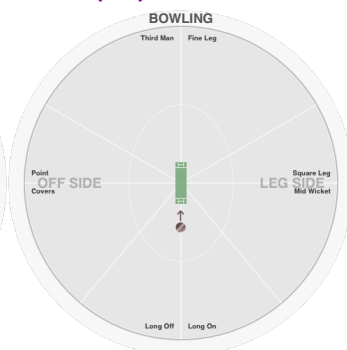 BOWLING
Third Man Fine Leg
Point Square Leg
OFF SIDE LEG SIDE
Covers Mid Wicket
Long Off Long On